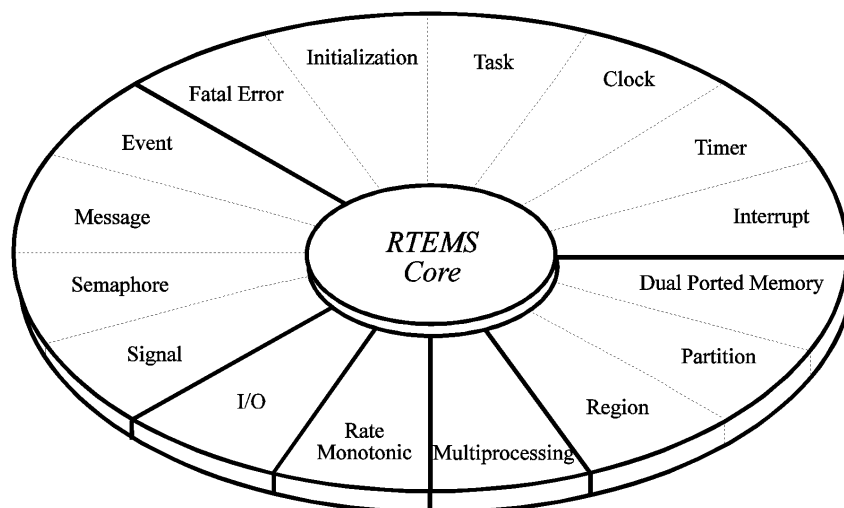 Initialization
Task
Clock
Fatal Error
Event
Timer
Message
Interrupt
RTEMS
Core
Semaphore
Dual Ported Memory
Signal
Partition
I/O
Region
Rate
Monotonic
Multiprocessing